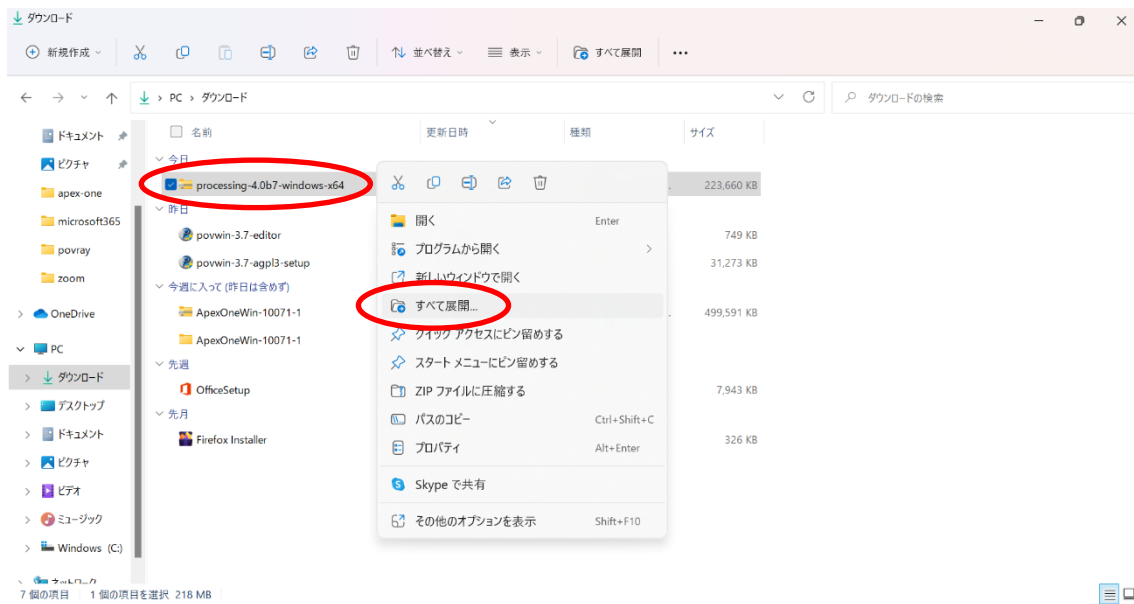 ダウンロード
新規作成
並べ替え
表示
すべて展開
PC › ダウンロード
ダウンロードの検索
ドキュメント
ピクチャ
apex-one
microsoft365
povray
zoom
OneDrive
PC
ダウンロード
デスクトップ
ドキュメント
ピクチャ
ビデオ
ミュージック
Windows (C:)
ネットワーク
名前 更新日時 種類 サイズ
今日
processing-4.0b7-windows-x64 223,660 KB
昨日
povwin-3.7-editor 749 KB
povwin-3.7-agpl3-setup 31,273 KB
今週に入って (昨日は含めず)
ApexOneWin-10071-1 499,591 KB
ApexOneWin-10071-1
先週
OfficeSetup 7,943 KB
先月
Firefox Installer 326 KB
開く Enter
プログラムから開く
新しいウィンドウで開く
すべて展開...
クイック アクセスにピン留めする
スタート メニューにピン留めする
ZIP ファイルに圧縮する
パスのコピー Ctrl+Shift+C
プロパティ Alt+Enter
Skype で共有
その他のオプションを表示 Shift+F10
7 個の項目 1 個の項目を選択 218 MB